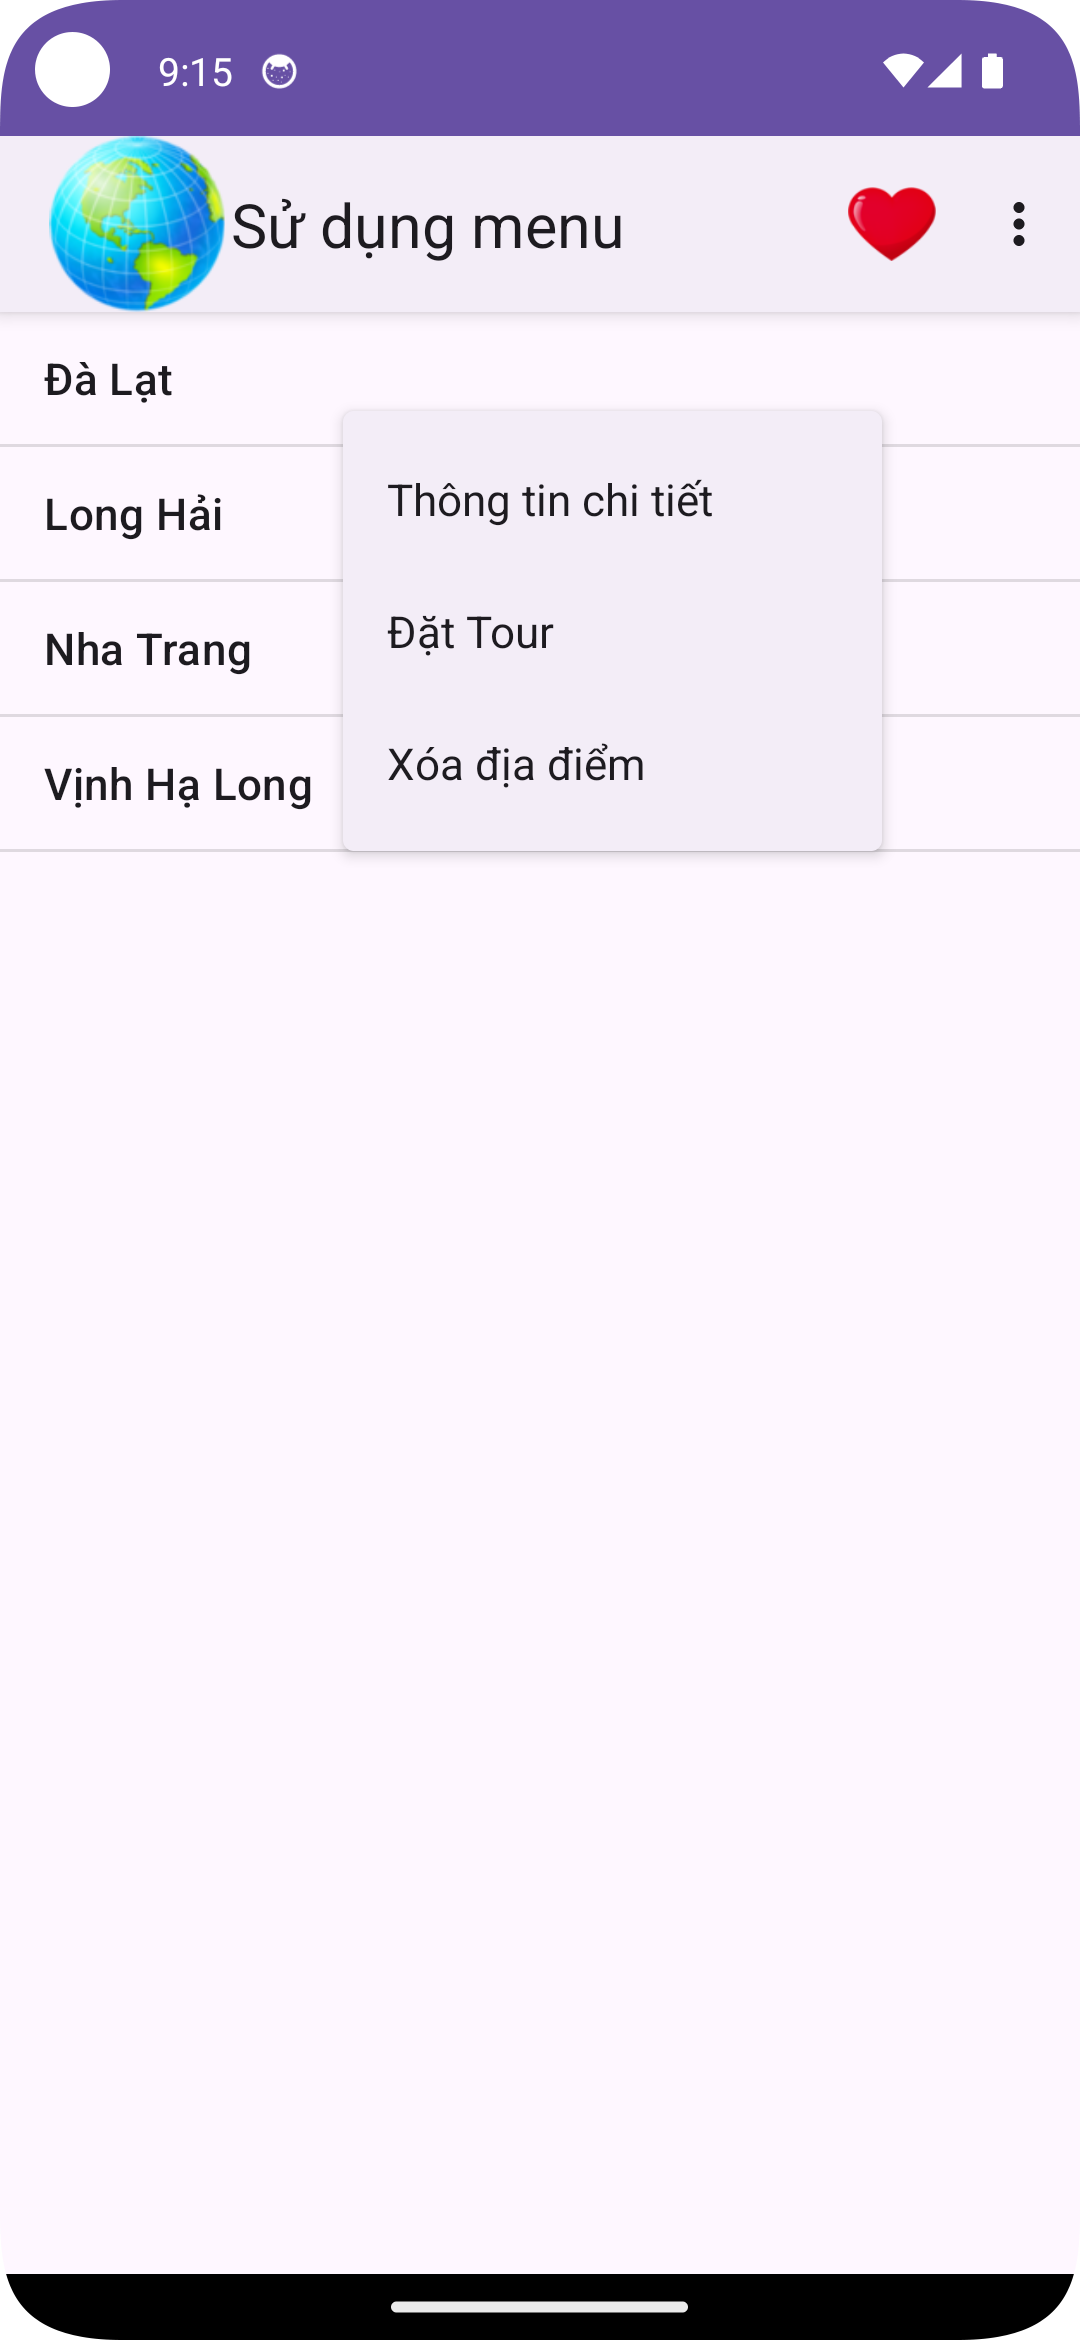 9:15
Sử dụng menu
Đà Lạt
Long Hải
Nha Trang
Vịnh Hạ Long
Thông tin chi tiết
Đặt Tour
Xóa địa điểm